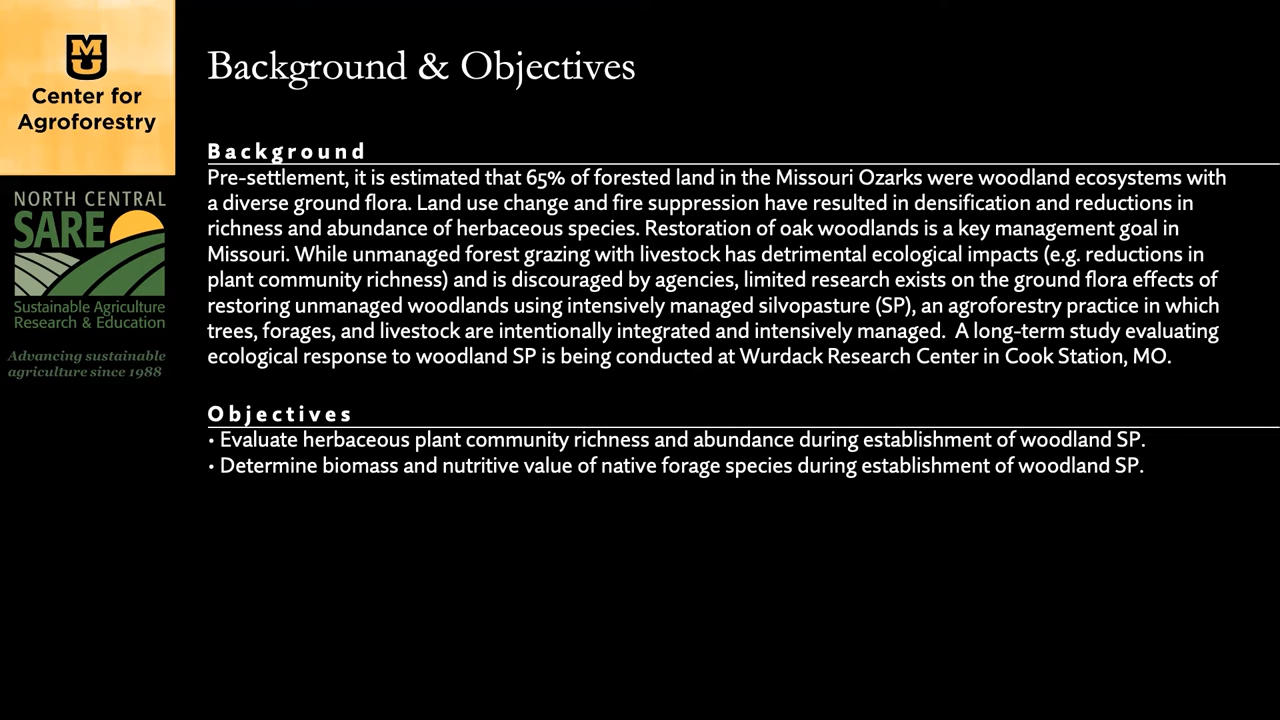 MU
Center for
Agroforestry
NORTH CENTRAL
SARE
Sustainable Agriculture
Research & Education
Advancing sustainable
agriculture since 1988
Background & Objectives
Background
Pre-settlement, it is estimated that 65% of forested land in the Missouri Ozarks were woodland ecosystems with
a diverse ground flora. Land use change and fire suppression have resulted in densification and reductions in
richness and abundance of herbaceous species. Restoration of oak woodlands is a key management goal in
Missouri. While unmanaged forest grazing with livestock has detrimental ecological impacts (e.g. reductions in
plant community richness) and is discouraged by agencies, limited research exists on the ground flora effects of
restoring unmanaged woodlands using intensively managed silvopasture (SP), an agroforestry practice in which
trees, forages, and livestock are intentionally integrated and intensively managed.  A long-term study evaluating
ecological response to woodland SP is being conducted at Wurdack Research Center in Cook Station, MO.
Objectives
• Evaluate herbaceous plant community richness and abundance during establishment of woodland SP.
• Determine biomass and nutritive value of native forage species during establishment of woodland SP.